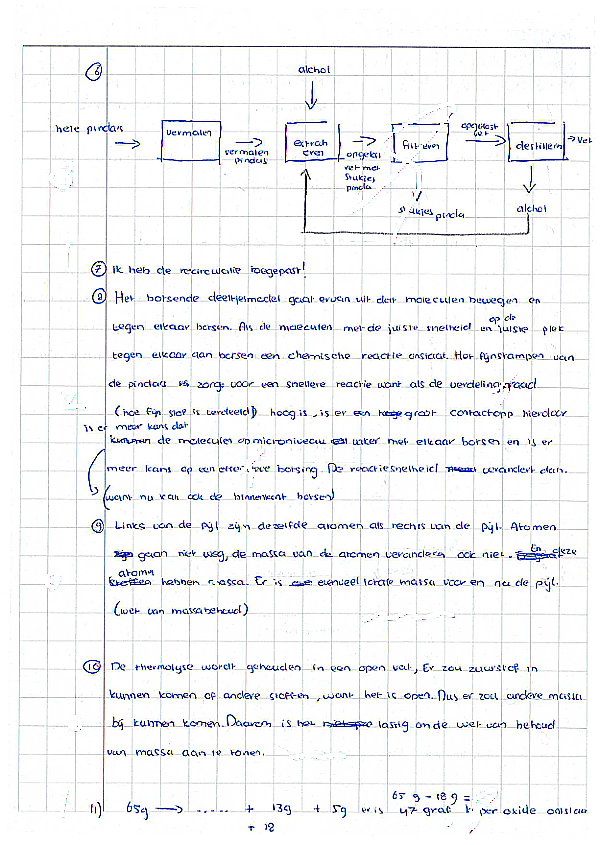 6
alchol
hele pindas
vermalen
vermalen pindas
extraheren
ongekol vet met stukjes pinda
filtreren
stukjes pinda
opgelost vet
destilleren
Vet
alchol
7 Ik heb de recirculatie toegepast!
8 Het botsende deeltjesmodel gaat ervan uit dat moleculen bewegen en
tegen elkaar botsen. Als de moleculen met de juiste snelheid en op de juiste plek
tegen elkaar aan botsen een chemische reactie ontstaat. Het fijnstampen van
de pindas zorgt voor een snellere reactie want als de verdelingsgraad
(hoe fijn stof is verdeeld) hoog is, is er een groot contactopp hierdoor
is er meer kans dat
de moleculen op microniveau vaker met elkaar botsen en is er
meer kans op een effectieve botsing. De reactiesnelheid verandert dan.
(want nu kan ook de binnenkant botsen)
9 Links van de pijl zijn dezelfde atomen als rechts van de pijl. Atomen
gaan niet weg, de massa van de atomen veranderen ook niet. En deze
atomen hebben massa. Er is evenveel totale massa voor en na de pijl.
(wet van massabehoud)
10 De thermolyse wordt gehouden in een open vat, Er zou zuurstof in
kunnen komen of andere stoffen, want het is open. Dus er zou andere massa
bij kunnen komen. Daarom is het lastig om de wet van behoud
van massa aan te tonen.
65 g - 18 g =
11) 65g → ..... + 13g + 5g er is 47 graf per oxide ontstaan
+ 18